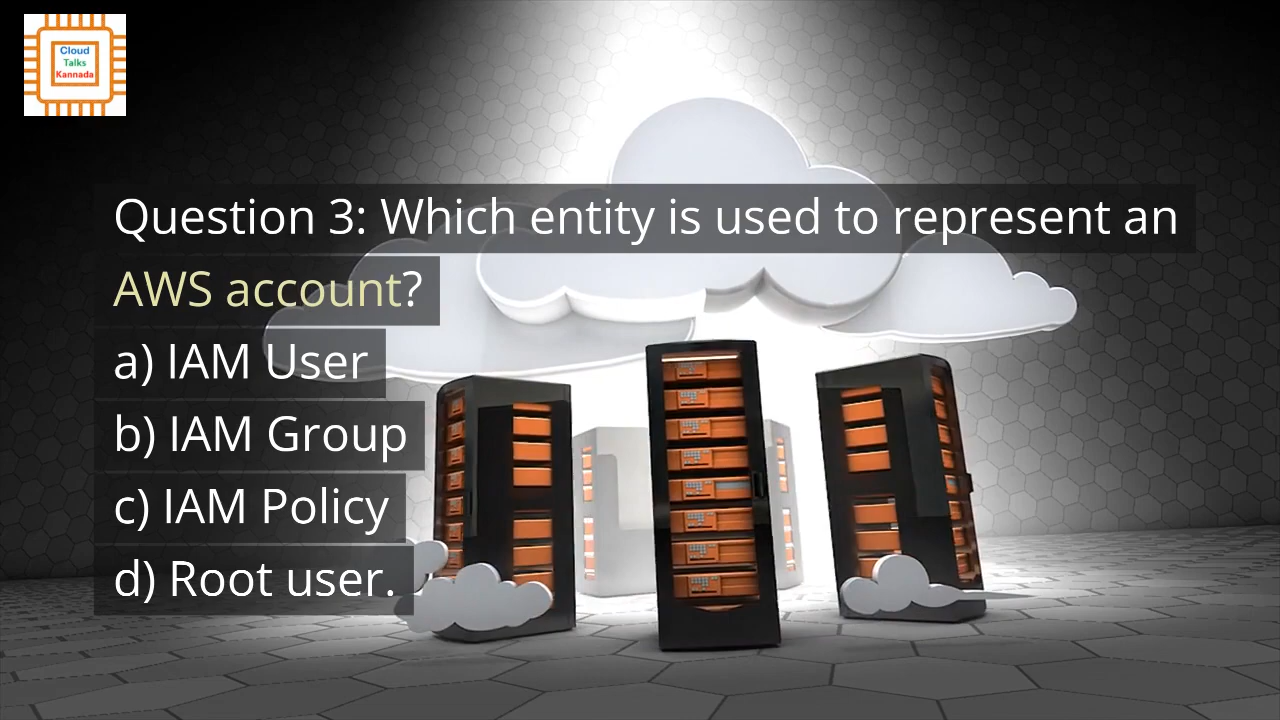 Cloud
Talks
Kannada
Question 3: Which entity is used to represent an
AWS account?
a) IAM User
b) IAM Group
c) IAM Policy
d) Root user.